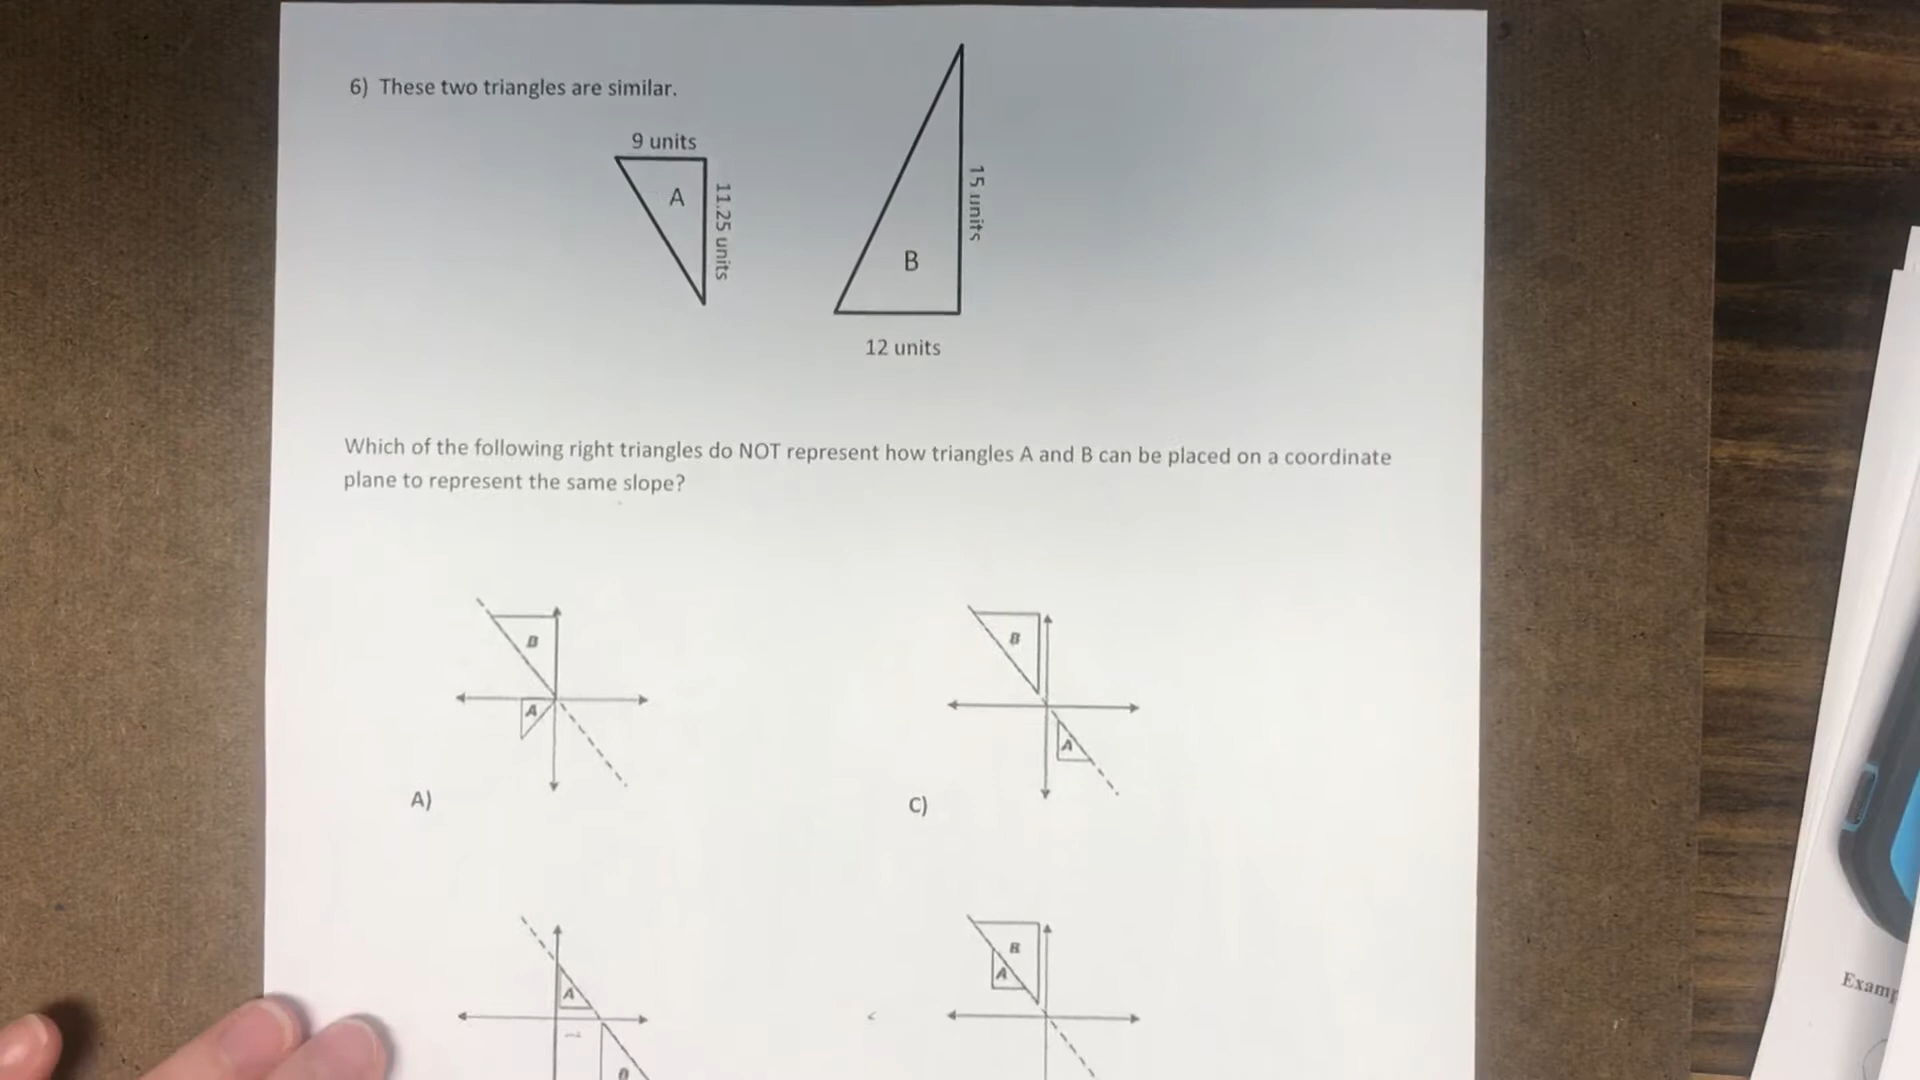 6) These two triangles are similar.
9 units
A
11.25 units
15 units
B
12 units
Which of the following right triangles do NOT represent how triangles A and B can be placed on a coordinate
plane to represent the same slope?
B
A
A)
B
A
C)
A
B
A
Examp